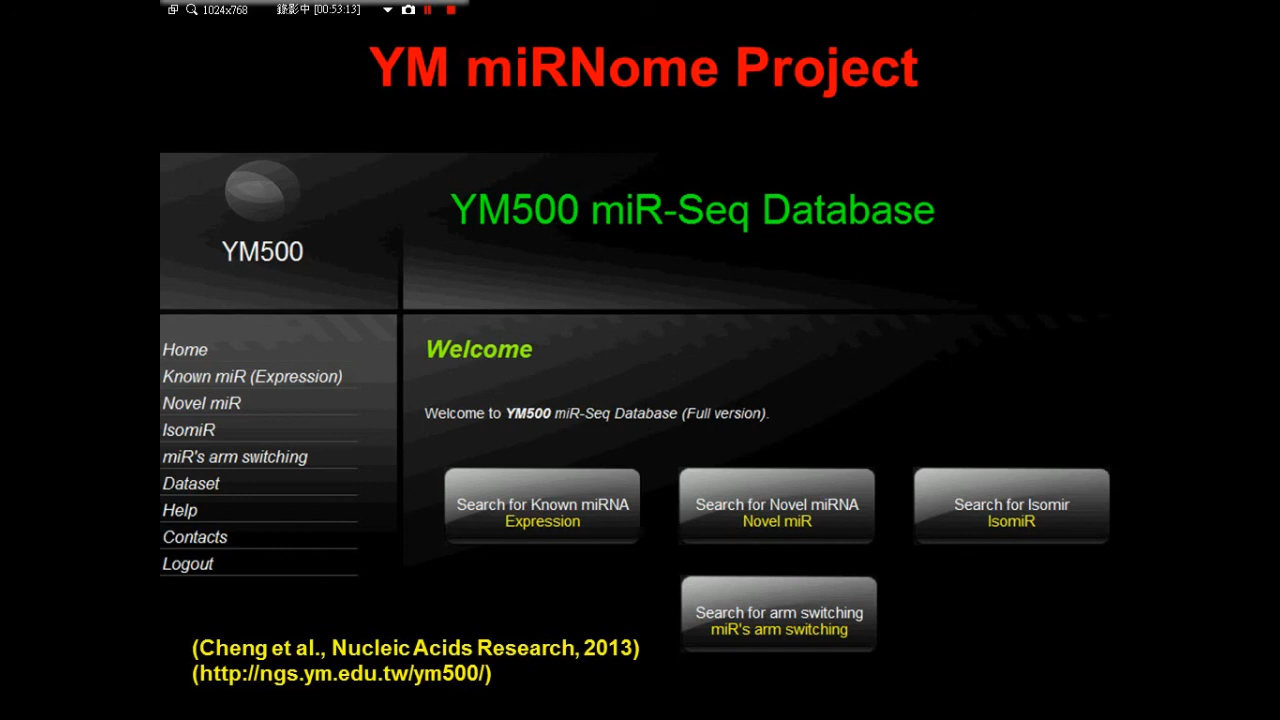 1024x768 錄影中 [00:53:13]
YM miRNome Project
YM500 miR-Seq Database
YM500
Home
Known miR (Expression)
Novel miR
IsomiR
miR's arm switching
Dataset
Help
Contacts
Logout
Welcome
Welcome to YM500 miR-Seq Database (Full version).
Search for Known miRNA
Expression
Search for Novel miRNA
Novel miR
Search for Isomir
IsomiR
Search for arm switching
miR's arm switching
(Cheng et al., Nucleic Acids Research, 2013)
(http://ngs.ym.edu.tw/ym500/)